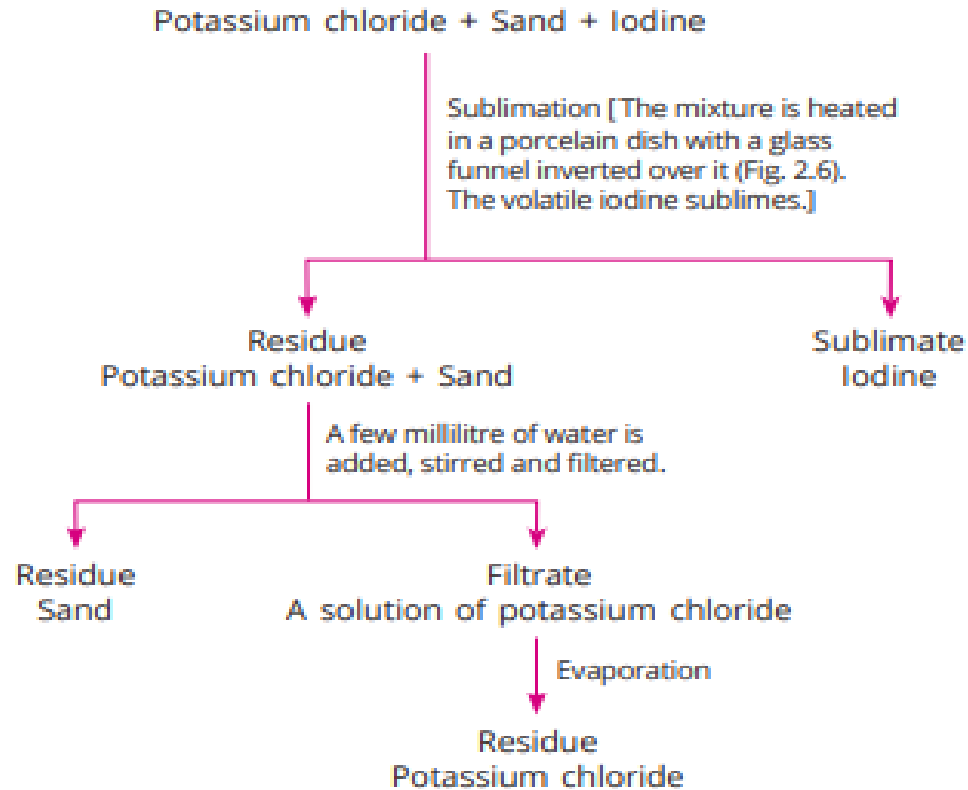 Potassium chloride + Sand + Iodine
Sublimation [The mixture is heated
in a porcelain dish with a glass
funnel inverted over it (Fig. 2.6).
The volatile iodine sublimes.]
Residue
Potassium chloride + Sand
Sublimate
Iodine
A few millilitre of water is
added, stirred and filtered.
Residue
Sand
Filtrate
A solution of potassium chloride
Evaporation
Residue
Potassium chloride